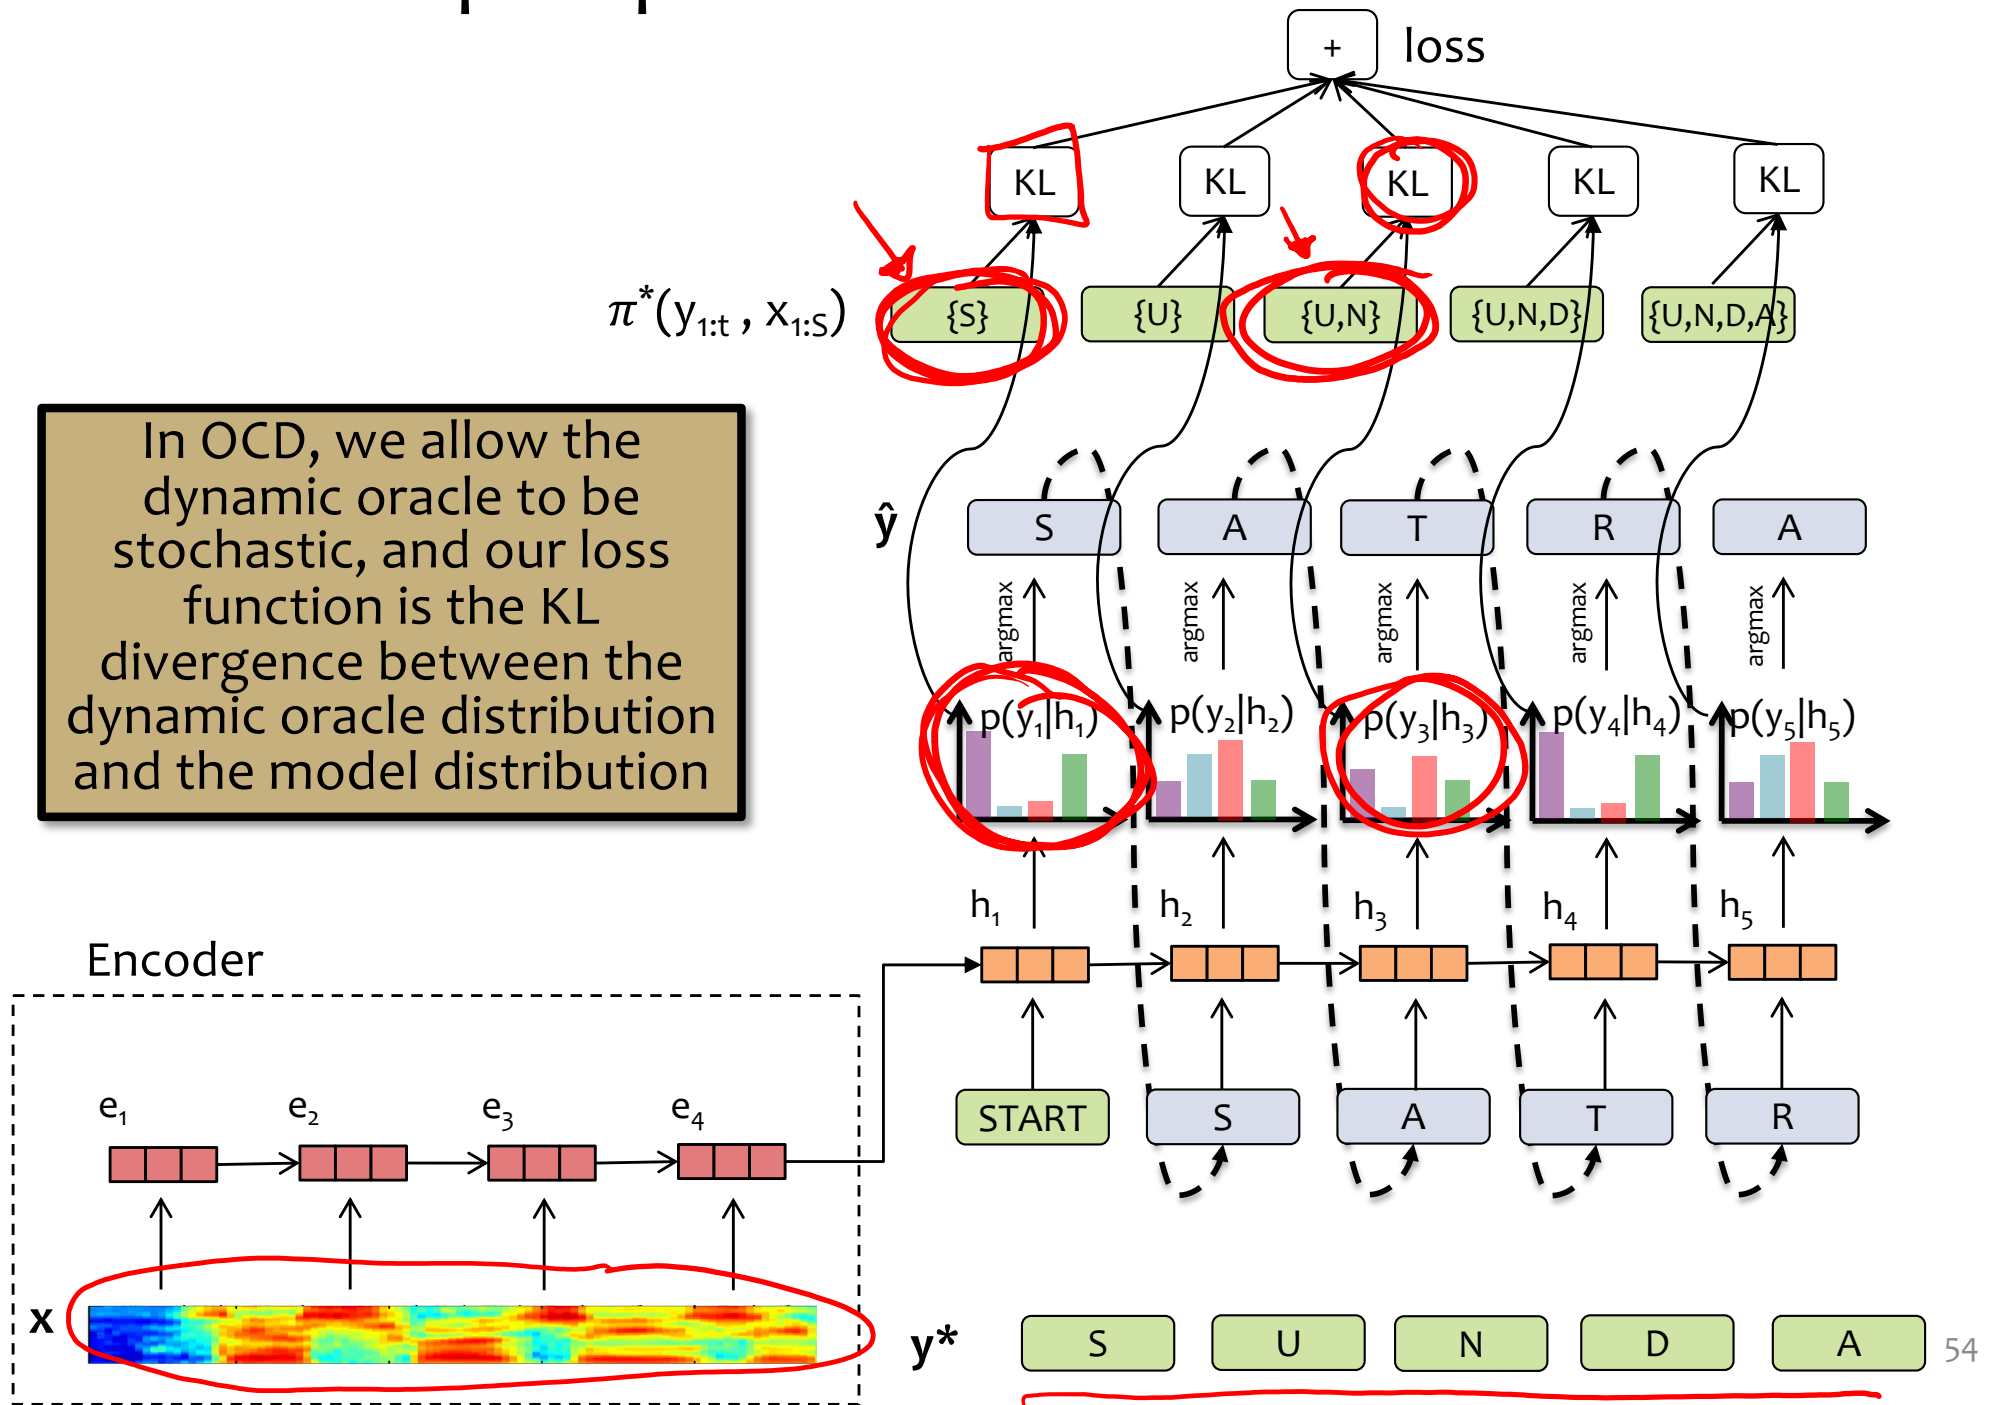 + loss
KL KL KL KL KL
π*(y1:t , x1:S) {S} {U} {U,N} {U,N,D} {U,N,D,A}
In OCD, we allow the
dynamic oracle to be
stochastic, and our loss
function is the KL
divergence between the
dynamic oracle distribution
and the model distribution
ŷ S A T R A
argmax argmax argmax argmax argmax
p(y1|h1) p(y2|h2) p(y3|h3) p(y4|h4) p(y5|h5)
h1 h2 h3 h4 h5
Encoder
e1 e2 e3 e4
START S A T R
x
y* S U N D A
54